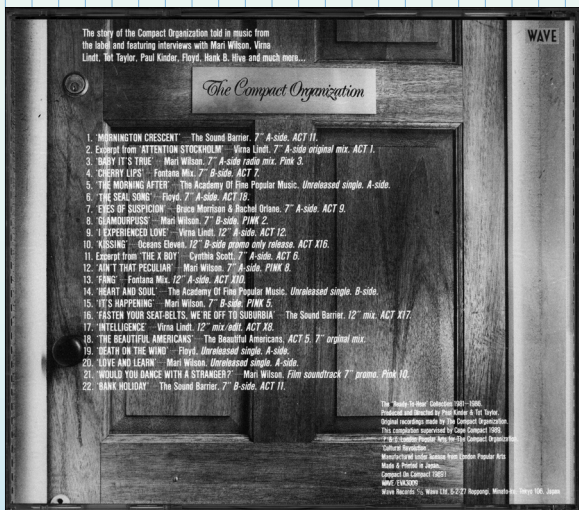 The story of the Compact Organization told in music from
the label and featuring interviews with Mari Wilson, Virna
Lindt, Tot Taylor, Paul Kinder, Floyd, Hank B. Hive and much more...
WAVE
The Compact Organization
1. 'MORNINGTON CRESCENT' — The Sound Barrier. 7" A-side. ACT 11.
2. Excerpt from 'ATTENTION STOCKHOLM' — Virna Lindt. 7" A-side original mix. ACT 1.
3. 'BABY IT'S TRUE' — Mari Wilson. 7" A-side radio mix. Pink 3.
4. 'CHERRY LIPS' — Fontana Mix. 7" B-side. ACT 7.
5. 'THE MORNING AFTER' — The Academy Of Fine Popular Music. Unreleased single. A-side.
6. 'THE SEAL SONG' — Floyd. 7" A-side. ACT 18.
7. 'EYES OF SUSPICION' — Bruce Morrison & Rachel Orlane. 7" A-side. ACT 9.
8. 'GLAMOURPUSS' — Mari Wilson. 7" B-side. PINK 2.
9. 'I EXPERIENCED LOVE' — Virna Lindt. 12" A-side. ACT 12.
10. 'KISSING' — Oceans Eleven. 12" B-side promo only release. ACT X16.
11. Excerpt from 'THE X BOY' — Cynthia Scott. 7" A-side. ACT 6.
12. 'AIN'T THAT PECULIAR' — Mari Wilson. 7" A-side. PINK 8.
13. 'FANG' — Fontana Mix. 12" A-side. ACT X10.
14. 'HEART AND SOUL' — The Academy Of Fine Popular Music. Unreleased single. B-side.
15. 'IT'S HAPPENING' — Mari Wilson. 7" B-side. PINK 5.
16. 'FASTEN YOUR SEAT-BELTS, WE'RE OFF TO SUBURBIA' — The Sound Barrier. 12" mix. ACT X17.
17. 'INTELLIGENCE' — Virna Lindt. 12" mix/edit. ACT X8.
18. 'THE BEAUTIFUL AMERICANS' — The Beautiful Americans. ACT 5. 7" orginal mix.
19. 'DEATH ON THE WIND' — Floyd. Unreleased single. A-side.
20. 'LOVE AND LEARN' — Mari Wilson. Unreleased single. A-side.
21. 'WOULD YOU DANCE WITH A STRANGER?' — Mari Wilson. Film soundtrack 7" promo. Pink 10.
22. 'BANK HOLIDAY' — The Sound Barrier. 7" B-side. ACT 11.
The 'Ready-To-Hear' Collection 1981–1986.
Produced and Directed by Paul Kinder & Tot Taylor.
Original recordings made by The Compact Organization.
This compilation supervised by Cope Compact 1989.
London Popular Arts for The Compact Organization.
'Cultural Revolution'.
Manufactured under licence from London Popular Arts
Made & Printed in Japan.
Compact On Compact 1989!
WAVE EVA3009
Wave Records c/o Wave Ltd, 5-2-27 Roppongi, Minato-ku, Tokyo 106, Japan